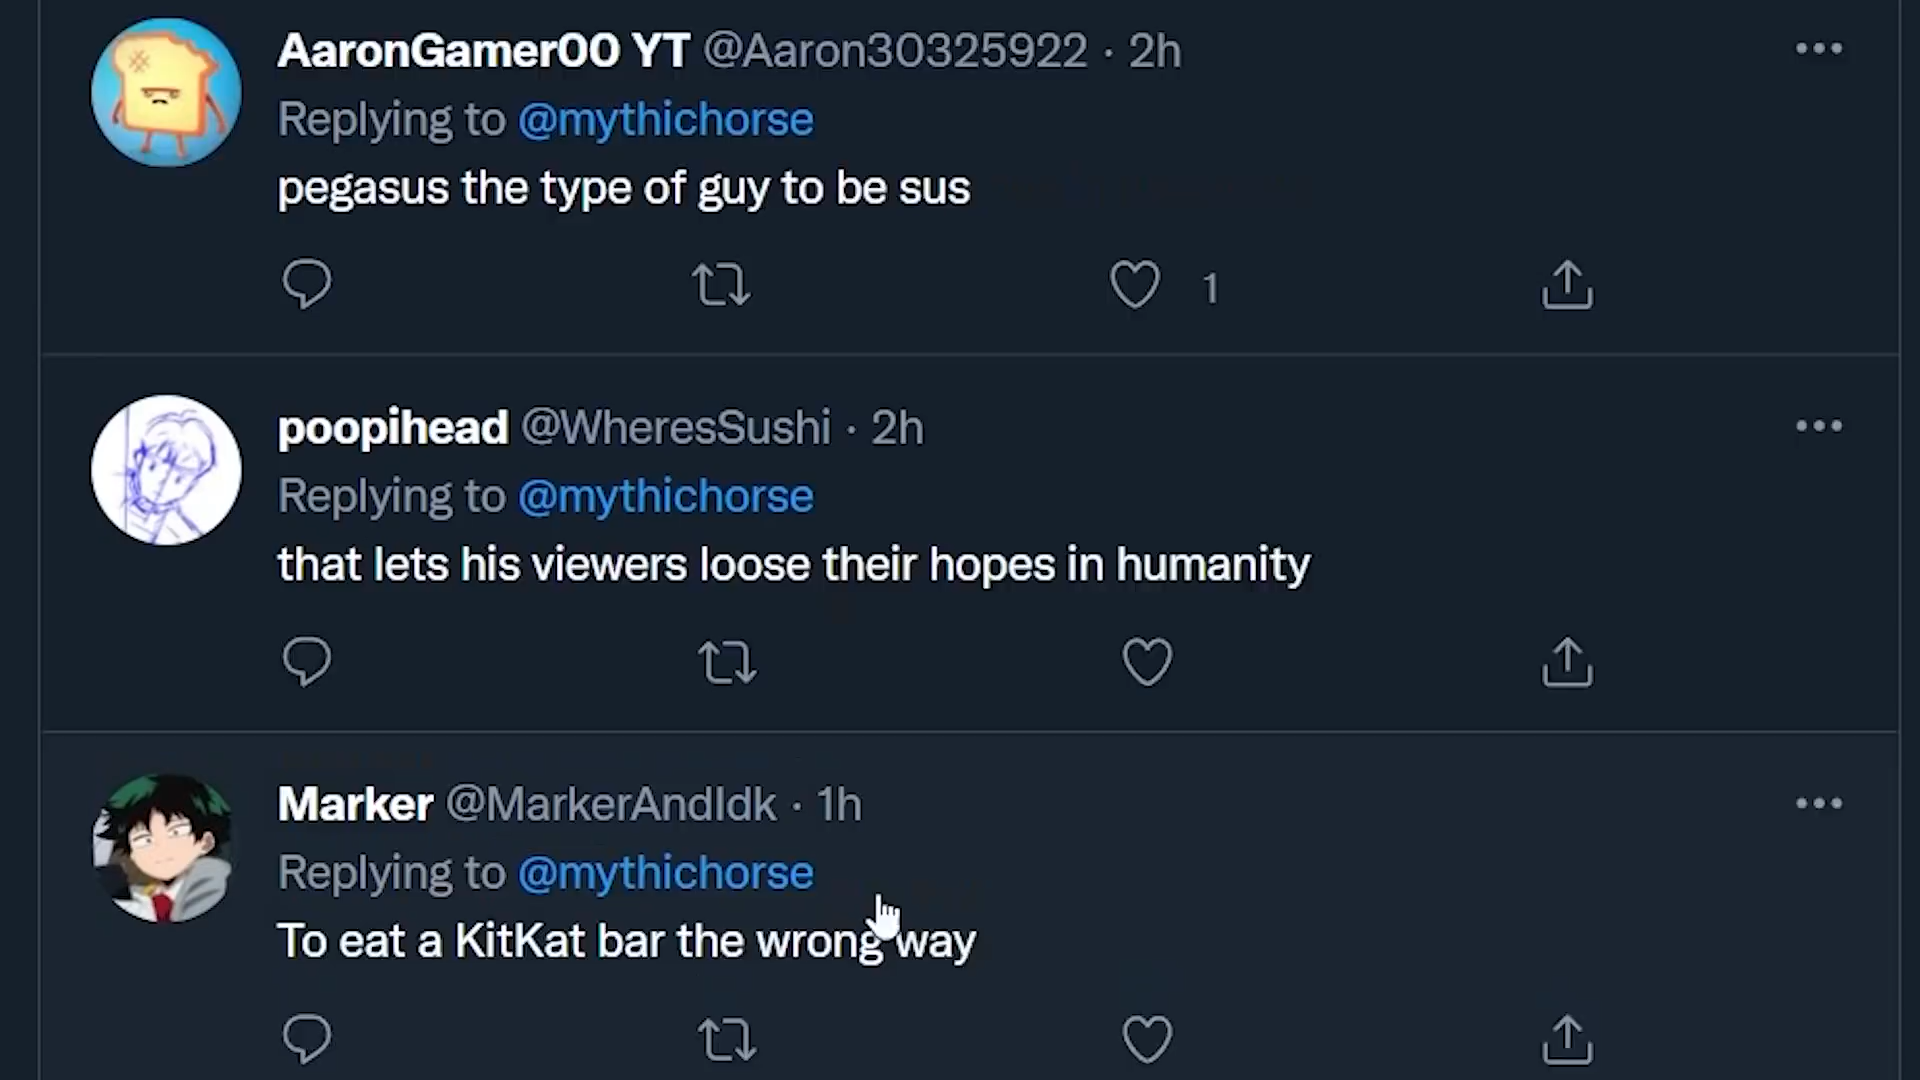 AaronGamer00 YT @Aaron30325922 · 2h
Replying to @mythichorse
pegasus the type of guy to be sus
1
poopihead @WheresSushi · 2h
Replying to @mythichorse
that lets his viewers loose their hopes in humanity
Marker @MarkerAndIdk · 1h
Replying to @mythichorse
To eat a KitKat bar the wrong way